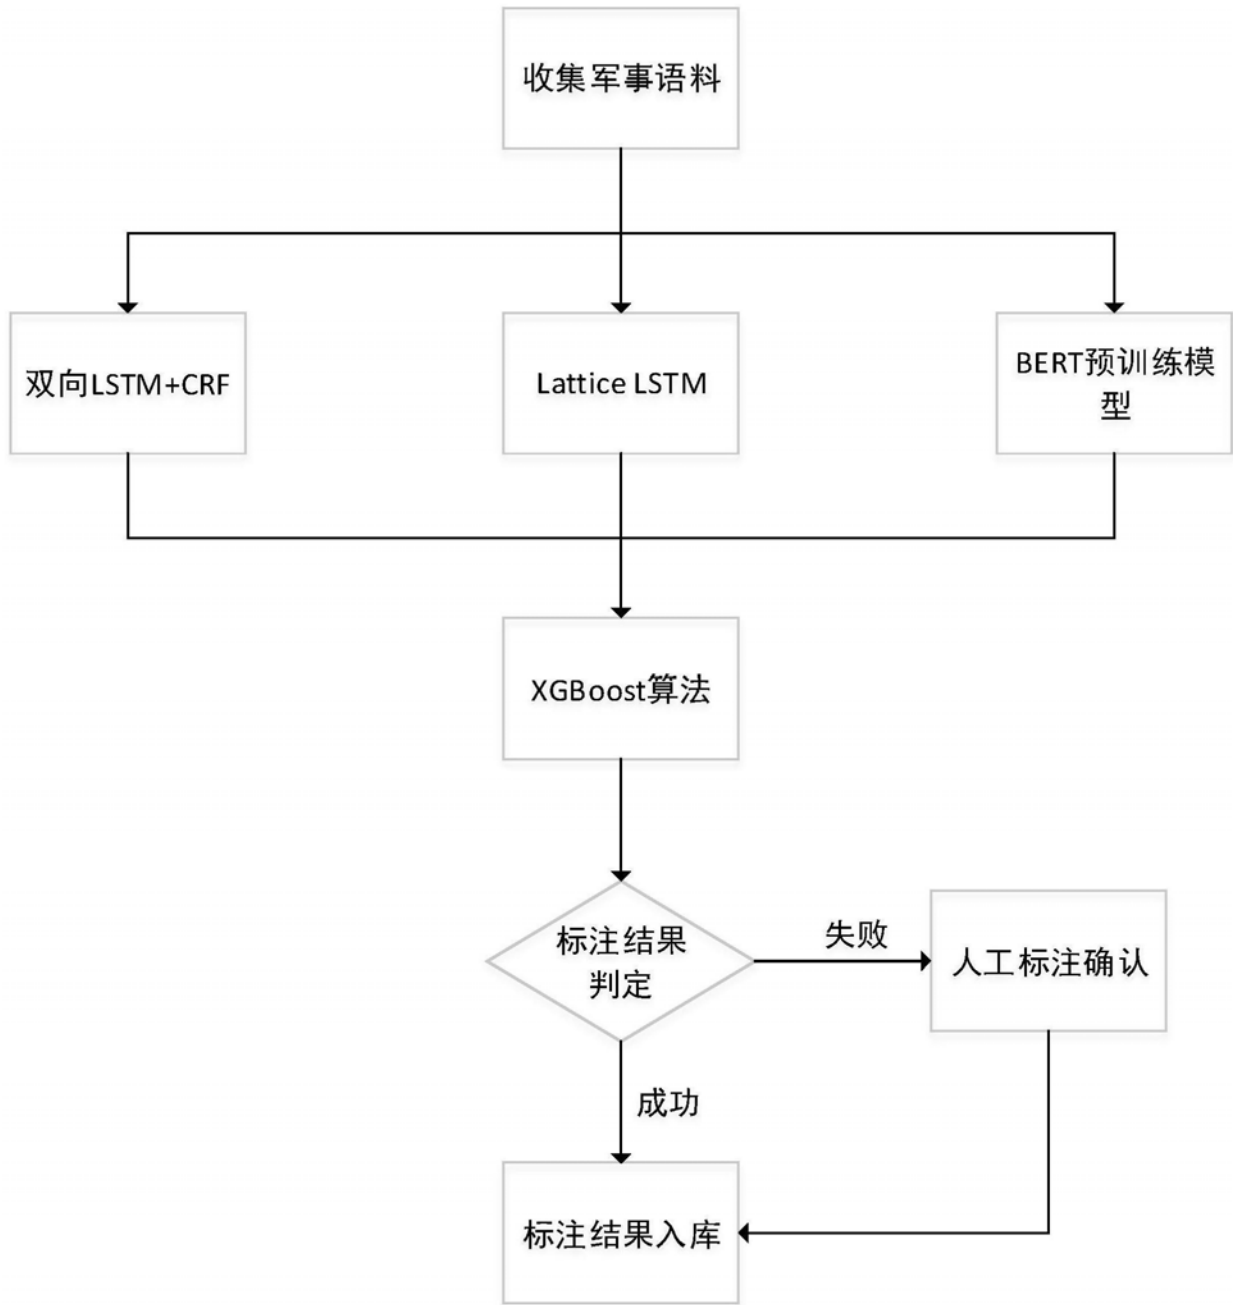 收集军事语料
双向LSTM+CRF
Lattice LSTM
BERT预训练模
型
XGBoost算法
标注结果
判定
失败
人工标注确认
成功
标注结果入库